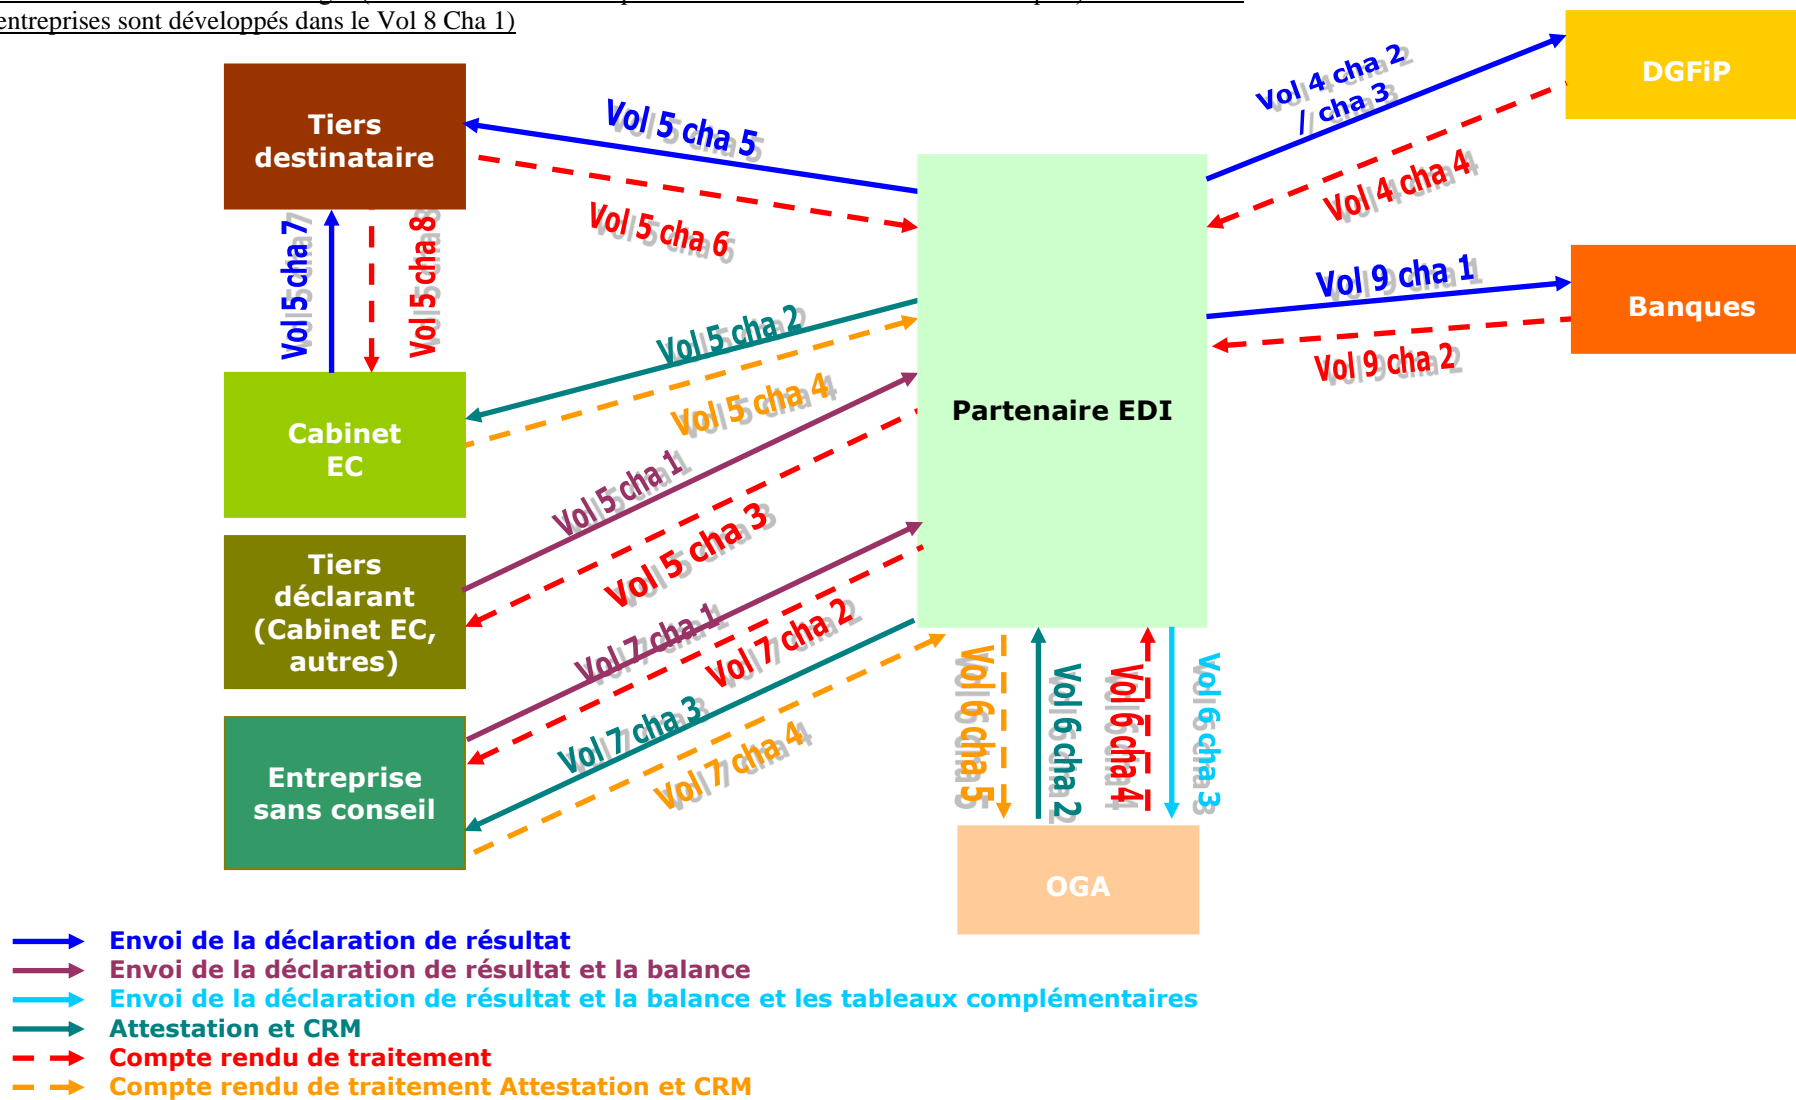 entreprises sont développés dans le Vol 8 Cha 1)
DGFiP
Vol 4 cha 2
/ cha 3
Tiers
destinataire
Vol 5 cha 5
Vol 4 cha 4
Vol 5 cha 6
Vol 5 cha 7
Vol 5 cha 8
Vol 9 cha 1
Banques
Vol 9 cha 2
Vol 5 cha 2
Vol 5 cha 4
Partenaire EDI
Cabinet
EC
Vol 5 cha 1
Vol 5 cha 3
Tiers
déclarant
(Cabinet EC,
autres)
Vol 7 cha 1
Vol 7 cha 2
Vol 7 cha 3
Vol 7 cha 4
Vol 6 cha 5
Vol 6 cha 2
Vol 6 cha 4
Vol 6 cha 3
Entreprise
sans conseil
OGA
Envoi de la déclaration de résultat
Envoi de la déclaration de résultat et la balance
Envoi de la déclaration de résultat et la balance et les tableaux complémentaires
Attestation et CRM
Compte rendu de traitement
Compte rendu de traitement Attestation et CRM